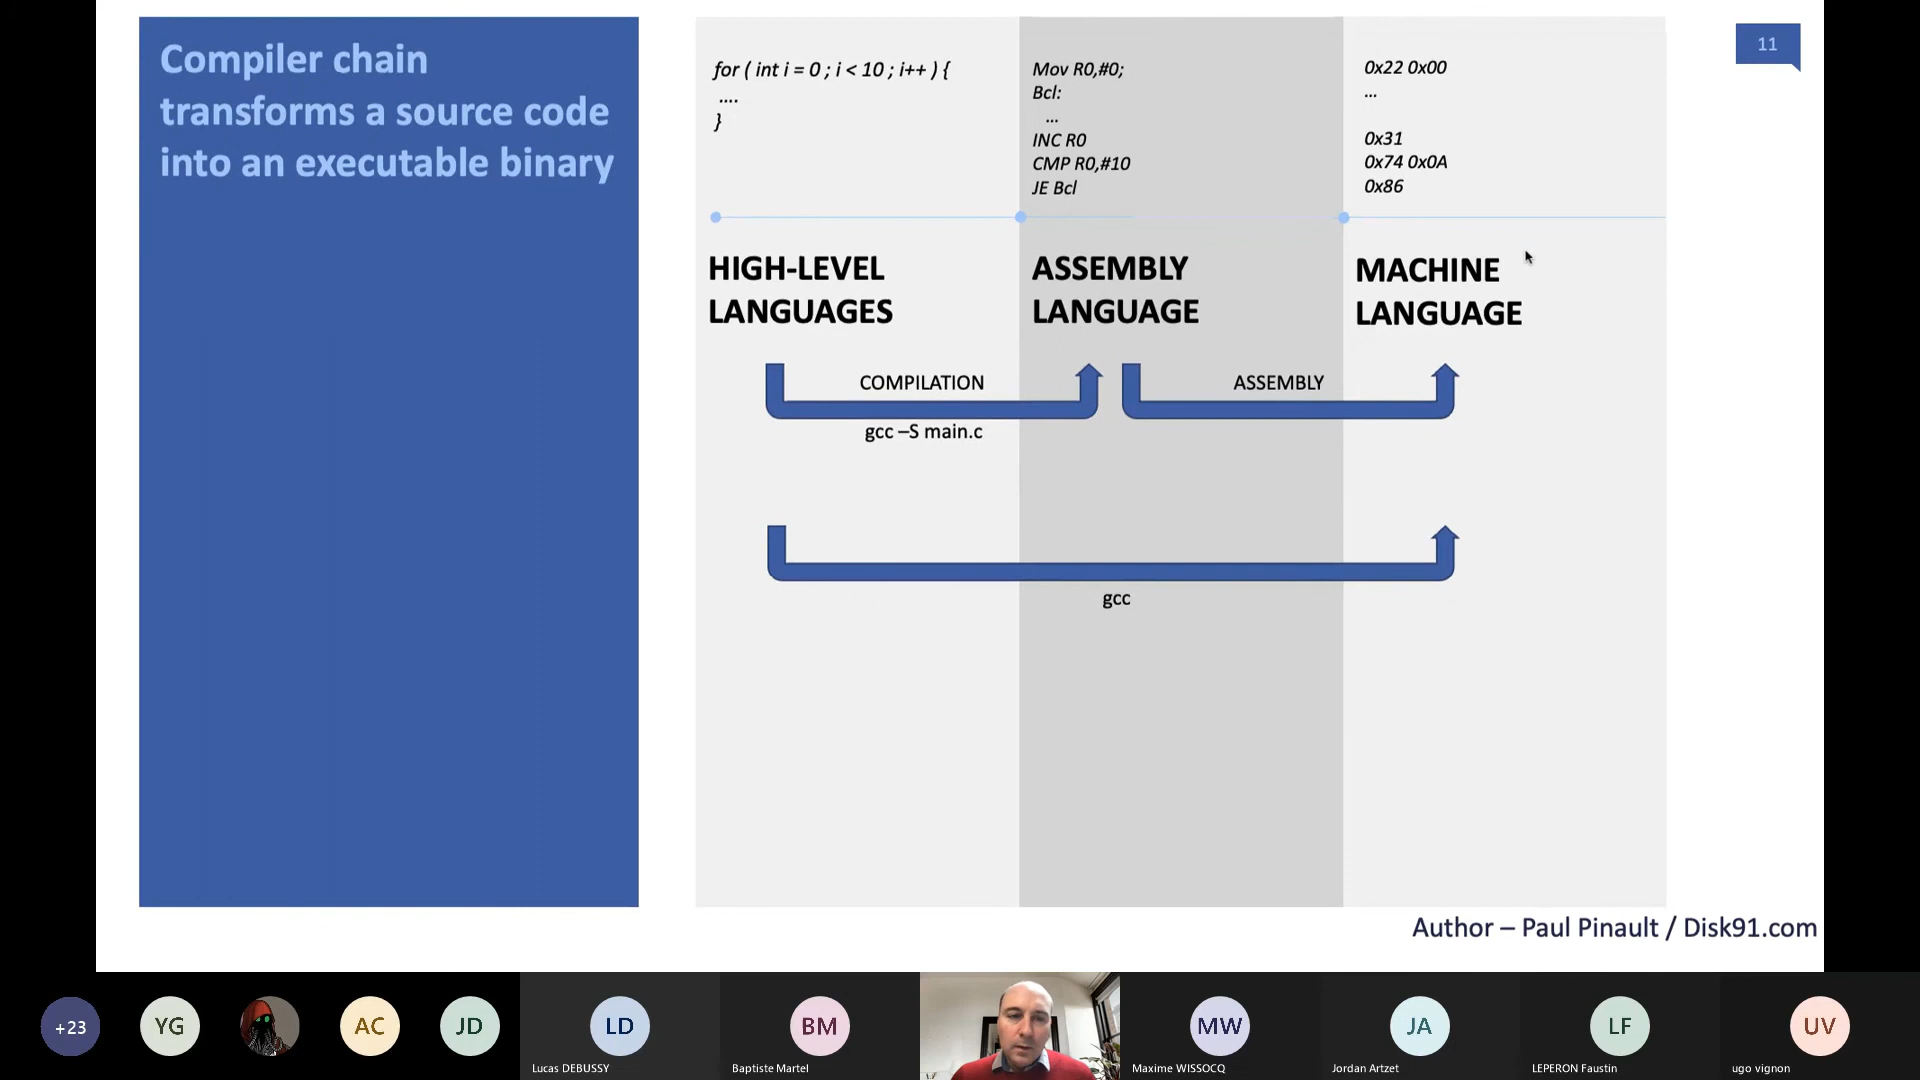 Compiler chain
transforms a source code
into an executable binary
for ( int i = 0 ; i < 10 ; i++ ) {
....
}
Mov R0,#0;
Bcl:
...
INC R0
CMP R0,#10
JE Bcl
0x22 0x00
...
0x31
0x74 0x0A
0x86
11
HIGH-LEVEL
LANGUAGES
ASSEMBLY
LANGUAGE
MACHINE
LANGUAGE
COMPILATION
gcc –S main.c
ASSEMBLY
gcc
Author – Paul Pinault / Disk91.com
+23
YG
AC
JD
LD
Lucas DEBUSSY
BM
Baptiste Martel
MW
Maxime WISSOCQ
JA
Jordan Artzet
LF
LEPERON Faustin
UV
ugo vignon